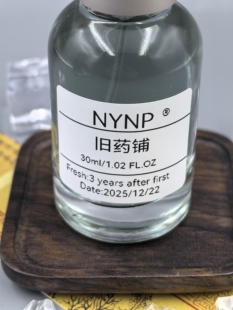 NYNP ®
旧药铺
30ml/1.02 FL.OZ
Fresh:3 years after first
Date:2025/12/22